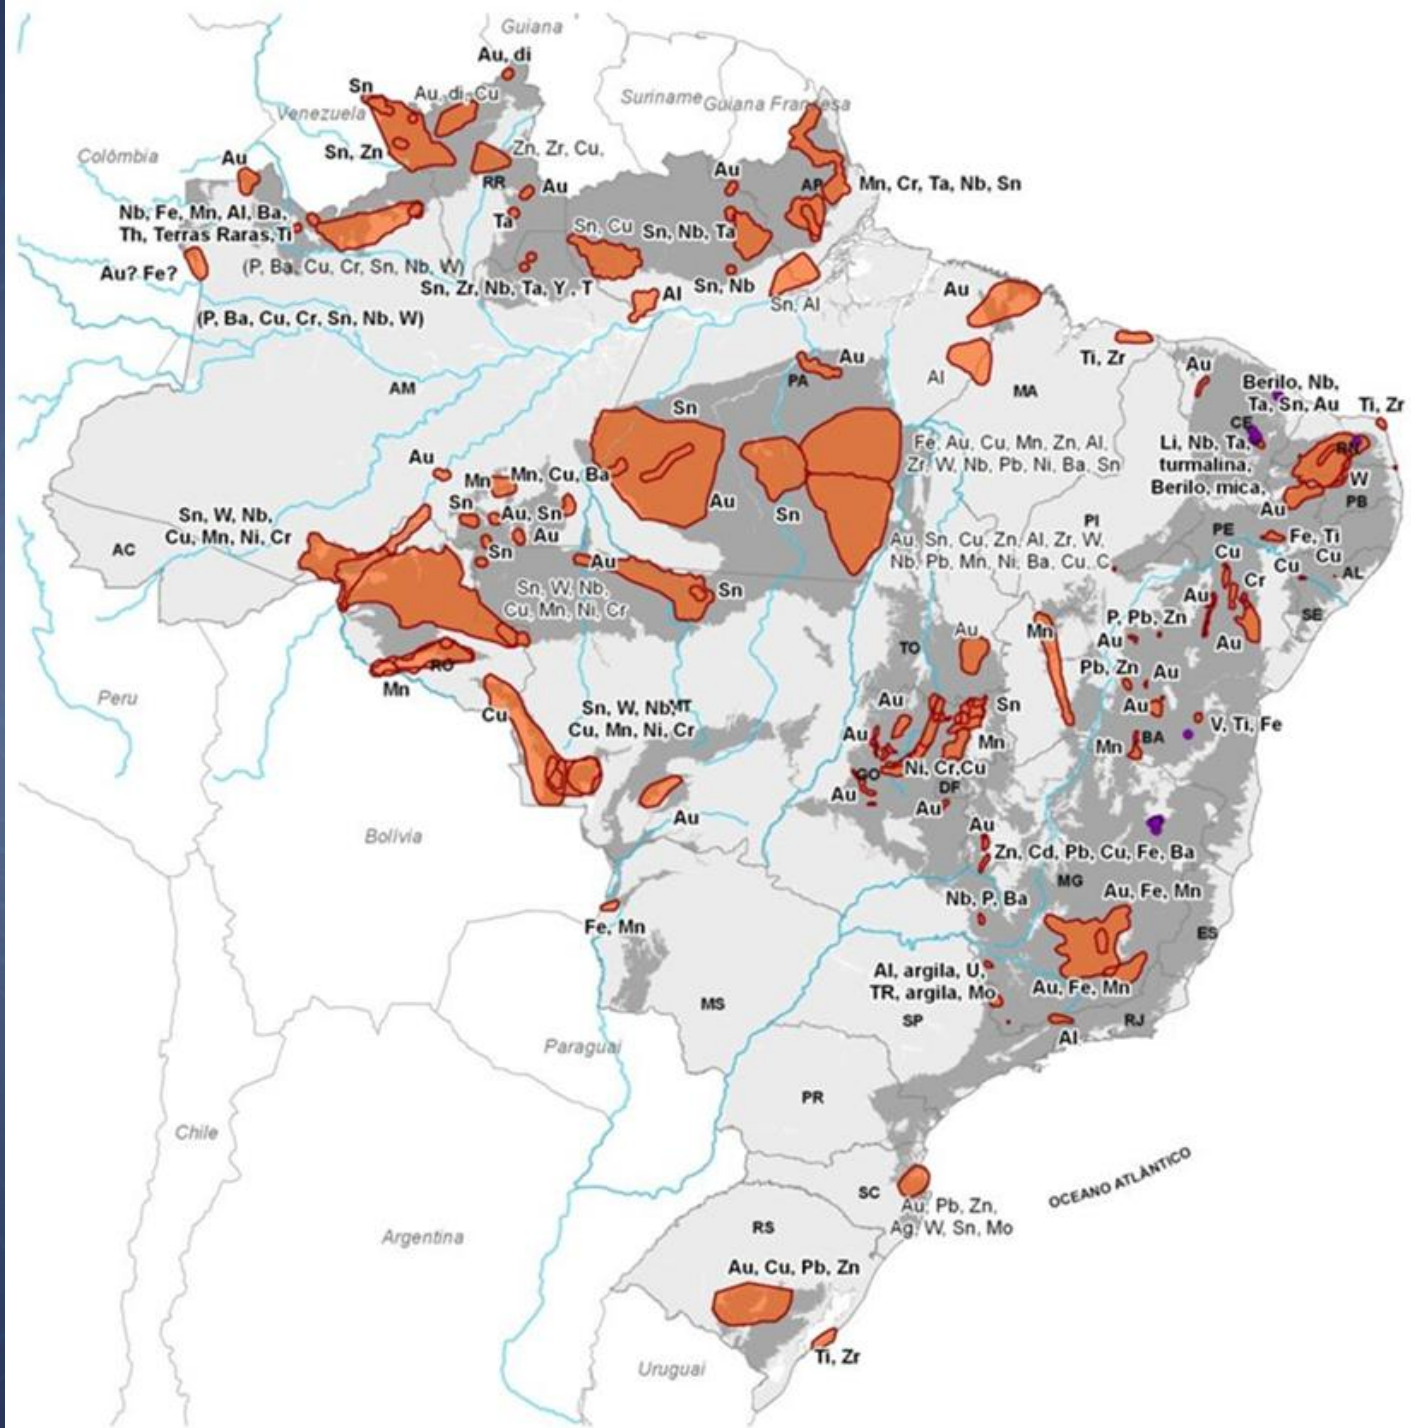 Guiana
Au, di
Sn
Au, di, Cu
Venezuela
Suriname
Guiana Francesa
Colômbia
Au
Sn, Zn
Zn, Zr, Cu,
RR
Au
Au
AP
Mn, Cr, Ta, Nb, Sn
Nb, Fe, Mn, Al, Ba,
Th, Terras Raras,Ti
Ta
Sn, Cu
Sn, Nb, Ta
Au? Fe?
(P, Ba, Cu, Cr, Sn, Nb, W)
Sn, Zr, Nb, Ta, Y , T
Al
Sn, Nb
Sn, Al
Au
(P, Ba, Cu, Cr, Sn, Nb, W)
Ti, Zr
Au
PA
Al
MA
Au
AM
Berilo, Nb,
Ta, Sn, Au
Ti, Zr
Sn
CE
Li, Nb, Ta,
turmalina,
Berilo, mica,
RN
W
PB
Au
Fe, Au, Cu, Mn, Zn, Al,
Zr, W, Nb, Pb, Ni, Ba, Sn
Au
Mn
Mn, Cu, Ba
Sn
Au, Sn
Au
Sn
Au
Sn
Sn, W, Nb,
Cu, Mn, Ni, Cr
AC
PI
PE
Fe, Ti
Cu
Cu
Cu
Cr
AL
SE
Au, Sn, Cu, Zn, Al, Zr, W,
Nb, Pb, Mn, Ni, Ba, Cu, C
Au
Sn
Sn, W, Nb,
Cu, Mn, Ni, Cr
Au
P, Pb, Zn
Au
Au
Mn
Au
TO
RO
Mn
Peru
Pb, Zn
Au
Au
V, Ti, Fe
Mn
BA
Cu
Sn, W, Nb,
MT
Cu, Mn, Ni, Cr
Au
Sn
Au
Mn
GO
Ni, Cr,Cu
DF
Au
Au
Au
Au
Bolívia
Zn, Cd, Pb, Cu, Fe, Ba
MG
Nb, P, Ba
Au, Fe, Mn
Fe, Mn
ES
Al, argila, U,
TR, argila, Mo
Au, Fe, Mn
MS
SP
RJ
Al
Paraguai
PR
Chile
OCEANO ATLÂNTICO
SC
Au, Pb, Zn,
Ag, W, Sn, Mo
RS
Argentina
Au, Cu, Pb, Zn
Ti, Zr
Uruguai